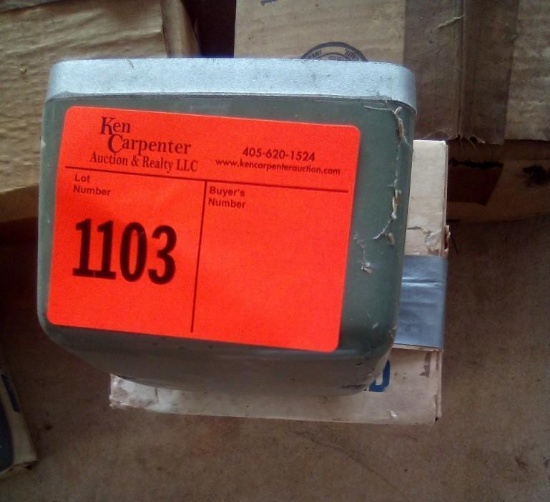 Ken
Carpenter
Auction & Realty LLC
405-620-1524
www.kencarpenterauction.com
Lot
Number
1103
Buyer's
Number